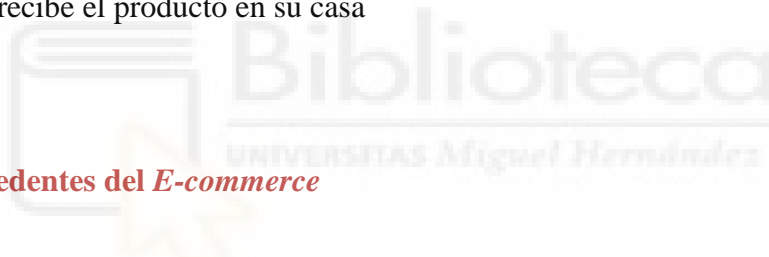 recibe el producto en su casa
Biblioteca
UNIVERSITAS Miguel Hernández
edentes del E-commerce